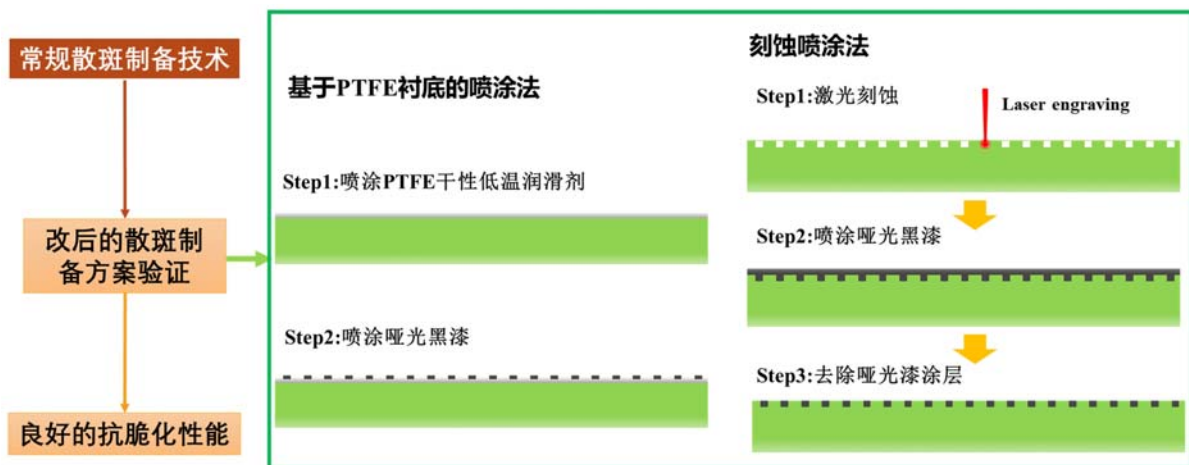 常规散斑制备技术
改后的散斑制
备方案验证
良好的抗脆化性能
基于PTFE衬底的喷涂法
Step1:喷涂PTFE干性低温润滑剂
Step2:喷涂哑光黑漆
刻蚀喷涂法
Step1:激光刻蚀
Laser engraving
Step2:喷涂哑光黑漆
Step3:去除哑光漆涂层